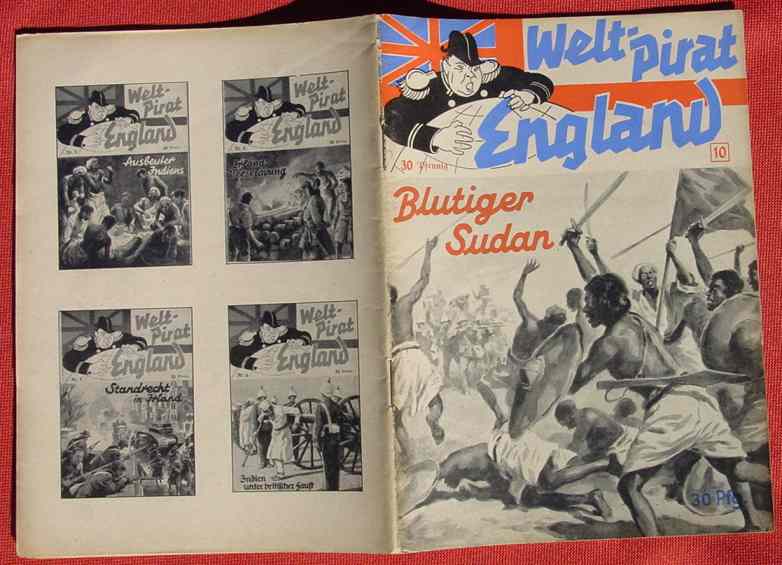 Welt-
Pirat
England
30 Pfennig
10
Blutiger
Sudan
30 Pfg.
Welt-
Pirat
England
Ausbeuter
Indiens
Welt-
Pirat
England
Welt-
Pirat
England
Standrecht
in Irland
Welt-
Pirat
England
Indien
unter britischer Faust